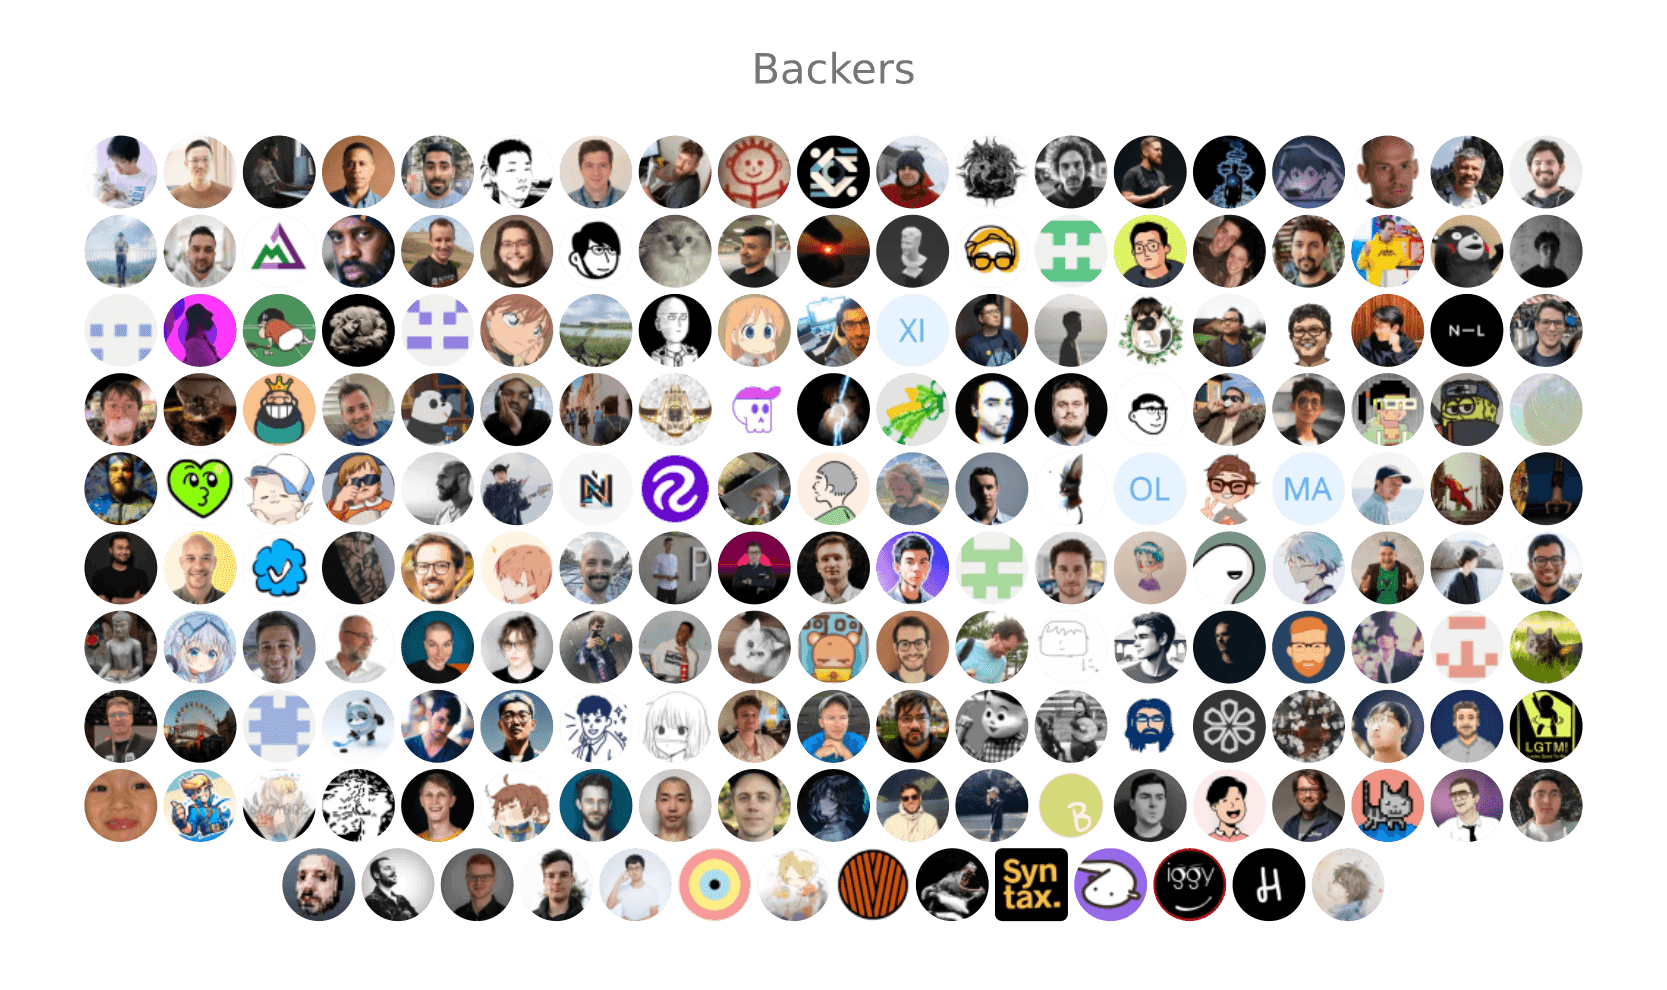 Backers
XI
N—L
OL
MA
P
LGTM!
B
Syn
tax.
iggy
H